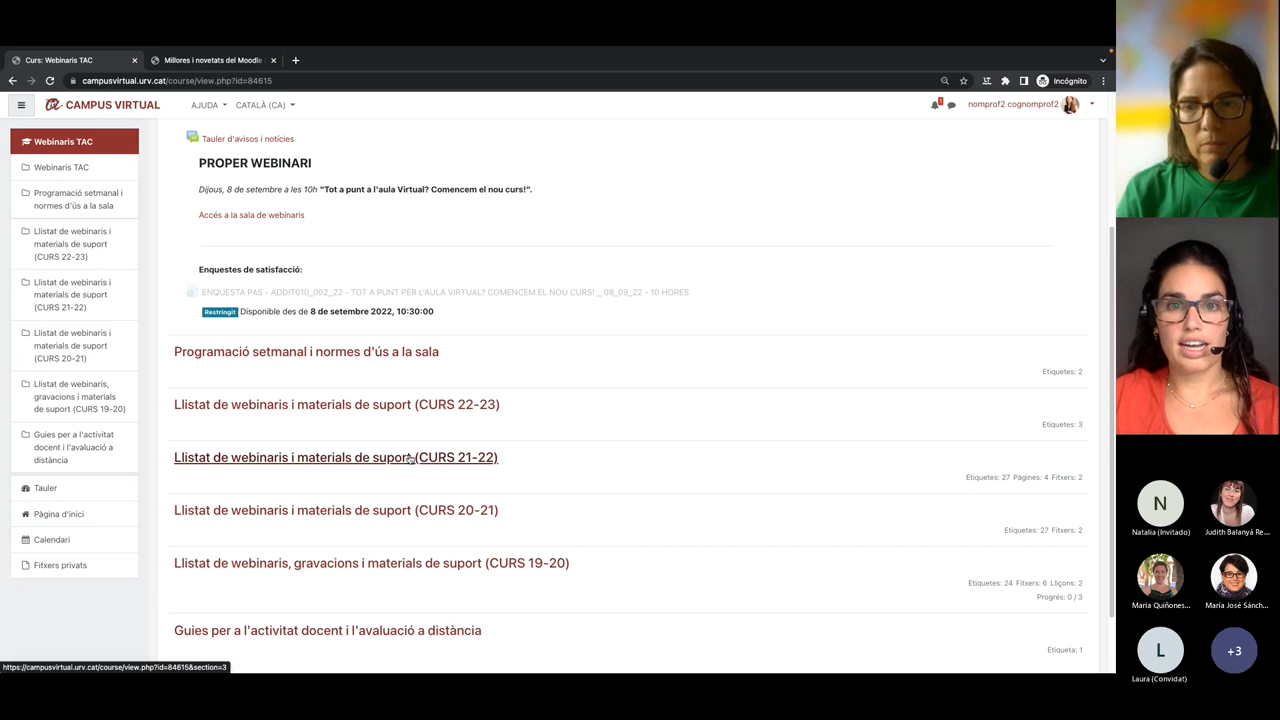 Curs: Webinaris TAC
Millores i novetats del Moodle
campusvirtual.urv.cat/course/view.php?id=84615
Incógnito
CAMPUS VIRTUAL
AJUDA
CATALÀ (CA)
1
nomprof2 cognomprof2
Webinaris TAC
Webinaris TAC
Programació setmanal i
normes d'ús a la sala
Llistat de webinaris i
materials de suport
(CURS 22-23)
Llistat de webinaris i
materials de suport
(CURS 21-22)
Llistat de webinaris i
materials de suport
(CURS 20-21)
Llistat de webinaris,
gravacions i materials
de suport (CURS 19-20)
Guies per a l'activitat
docent i l'avaluació a
distància
Tauler
Pàgina d'inici
Calendari
Fitxers privats
Tauler d'avisos i notícies
PROPER WEBINARI
Dijous, 8 de setembre a les 10h "Tot a punt a l'aula Virtual? Comencem el nou curs!".
Accés a la sala de webinaris
Enquestes de satisfacció:
ENQUESTA PAS - ADDIT010_002_22 - TOT A PUNT PER L'AULA VIRTUAL? COMENCEM EL NOU CURS! _ 08_09_22 - 10 HORES
Restringit Disponible des de 8 de setembre 2022, 10:30:00
Programació setmanal i normes d'ús a la sala
Etiquetes: 2
Llistat de webinaris i materials de suport (CURS 22-23)
Etiquetes: 3
Llistat de webinaris i materials de suport (CURS 21-22)
Etiquetes: 27 Pàgines: 4 Fitxers: 2
Llistat de webinaris i materials de suport (CURS 20-21)
Etiquetes: 27 Fitxers: 2
Llistat de webinaris, gravacions i materials de suport (CURS 19-20)
Etiquetes: 24 Fitxers: 6 Lliçons: 2
Progrés: 0 / 3
Guies per a l'activitat docent i l'avaluació a distància
Etiqueta: 1
https://campusvirtual.urv.cat/course/view.php?id=84615&section=3
N
Natalia (Invitado)
Judith Balanyà Re...
Maria Quiñones...
María José Sánch...
L
Laura (Convidat)
+3